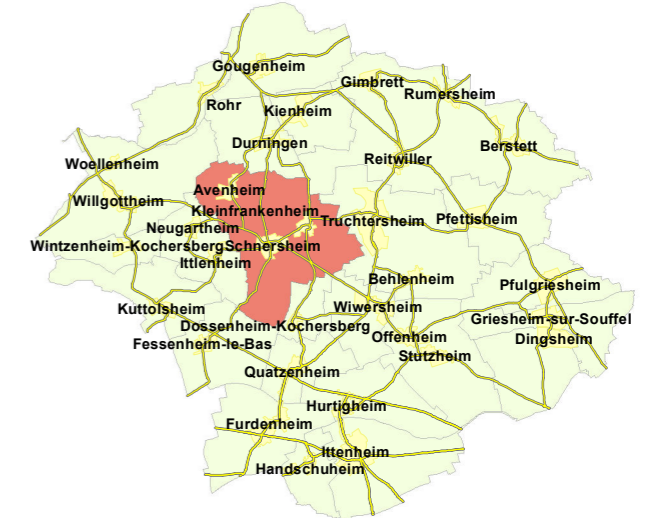 Gougenheim
Gimbrett
Rumersheim
Rohr
Kienheim
Durningen
Berstett
Reitwiller
Woellenheim
Avenheim
Willgottheim
Kleinfrankenheim
Truchtersheim
Pfettisheim
Neugartheim
Wintzenheim-Kochersberg
Schnersheim
Ittlenheim
Behlenheim
Pfulgriesheim
Kuttolsheim
Wiwersheim
Griesheim-sur-Souffel
Dossenheim-Kochersberg
Offenheim
Dingsheim
Fessenheim-le-Bas
Stutzheim
Quatzenheim
Hurtigheim
Furdenheim
Ittenheim
Handschuheim